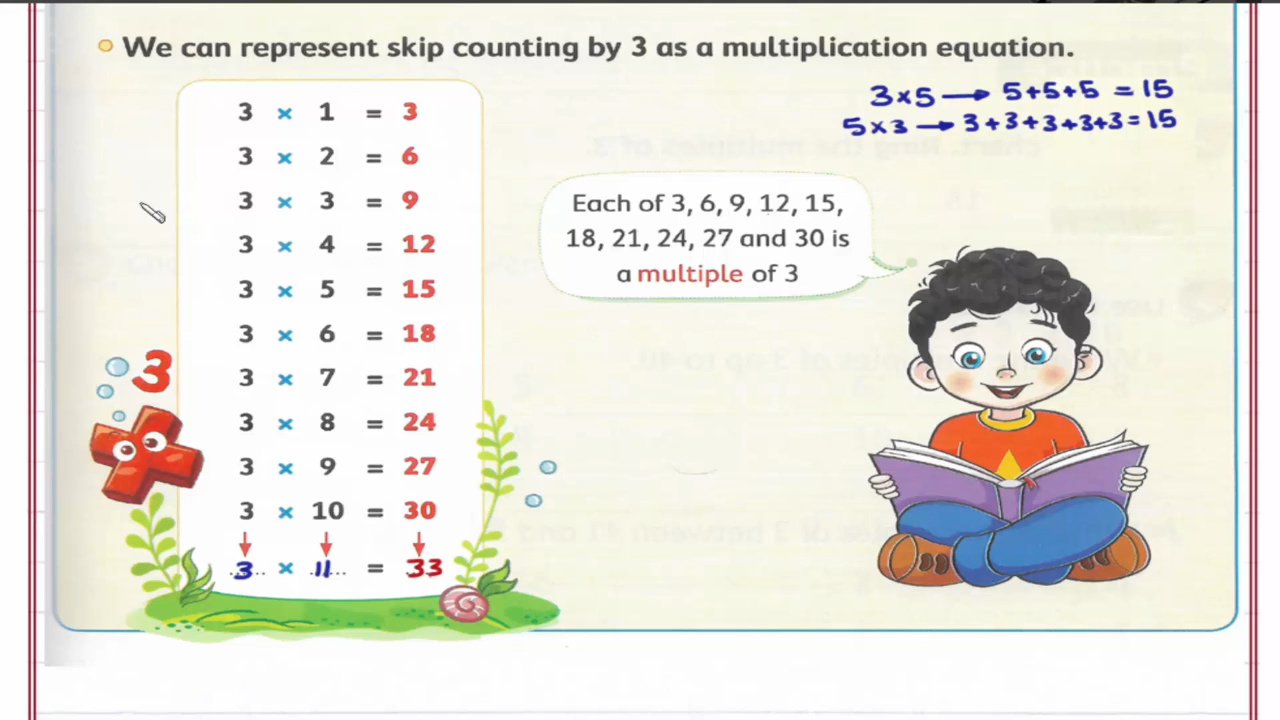 We can represent skip counting by 3 as a multiplication equation.
3 × 5 → 5+5+5 = 15
5 × 3 → 3+3+3+3+3=15
3 × 1 = 3
3 × 2 = 6
3 × 3 = 9
3 × 4 = 12
3 × 5 = 15
3 × 6 = 18
3 × 7 = 21
3 × 8 = 24
3 × 9 = 27
3 × 10 = 30
3 × 11 = 33
3
Each of 3, 6, 9, 12, 15,
18, 21, 24, 27 and 30 is
a multiple of 3